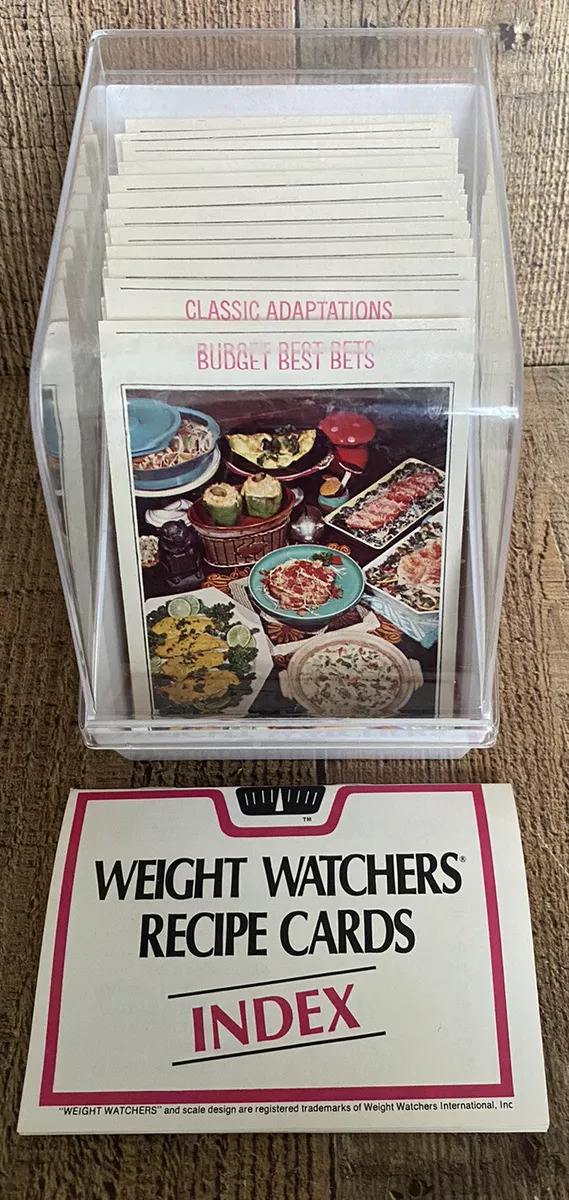 CLASSIC ADAPTATIONS
BUDGET BEST BETS
TM
WEIGHT WATCHERS®
RECIPE CARDS
INDEX
"WEIGHT WATCHERS" and scale design are registered trademarks of Weight Watchers International, Inc